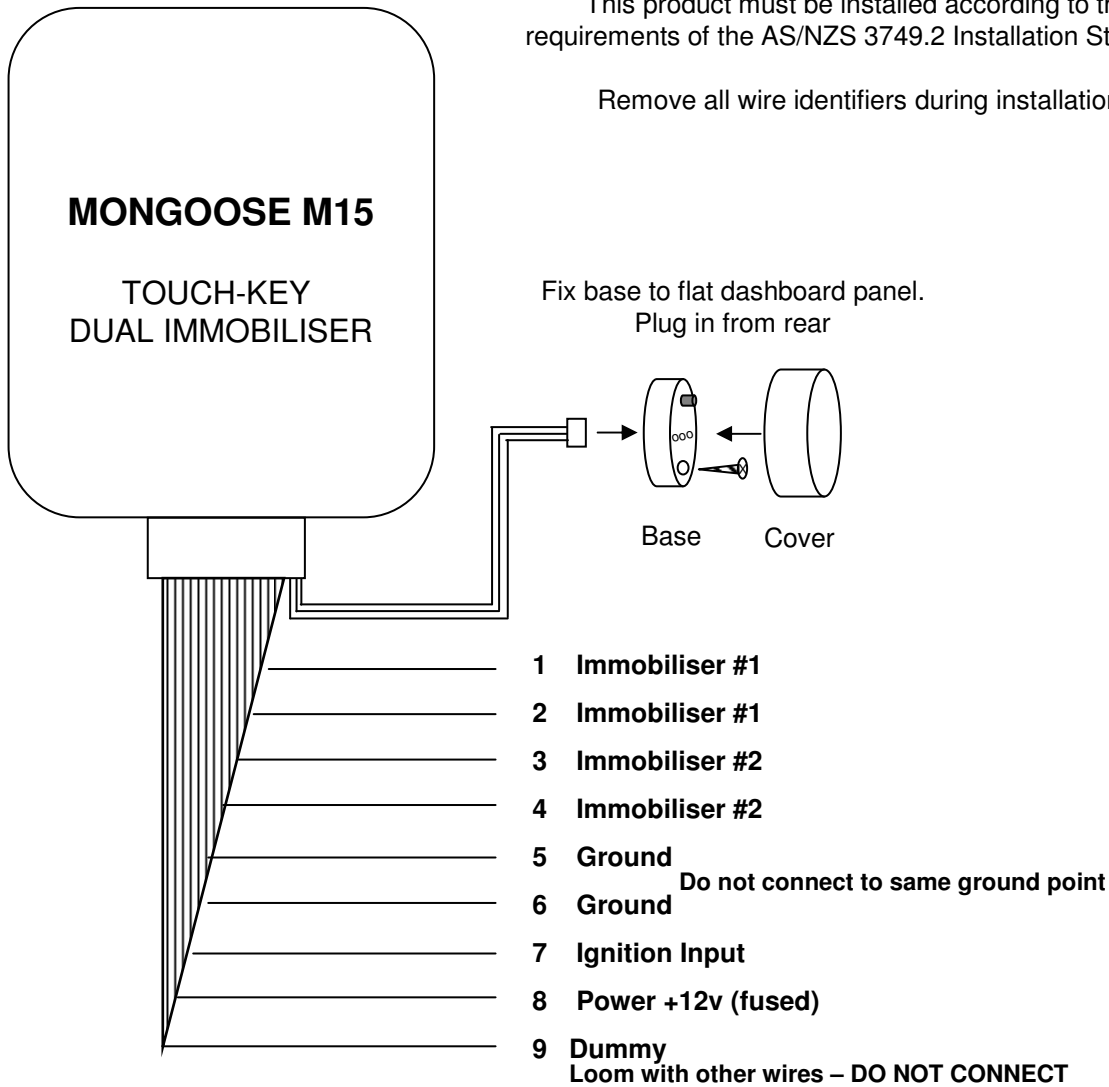 This product must be installed according to th
requirements of the AS/NZS 3749.2 Installation St
Remove all wire identifiers during installation
MONGOOSE M15
TOUCH-KEY
DUAL IMMOBILISER
Fix base to flat dashboard panel.
Plug in from rear
Base Cover
1 Immobiliser #1
2 Immobiliser #1
3 Immobiliser #2
4 Immobiliser #2
5 Ground
Do not connect to same ground point
6 Ground
7 Ignition Input
8 Power +12v (fused)
9 Dummy
Loom with other wires – DO NOT CONNECT